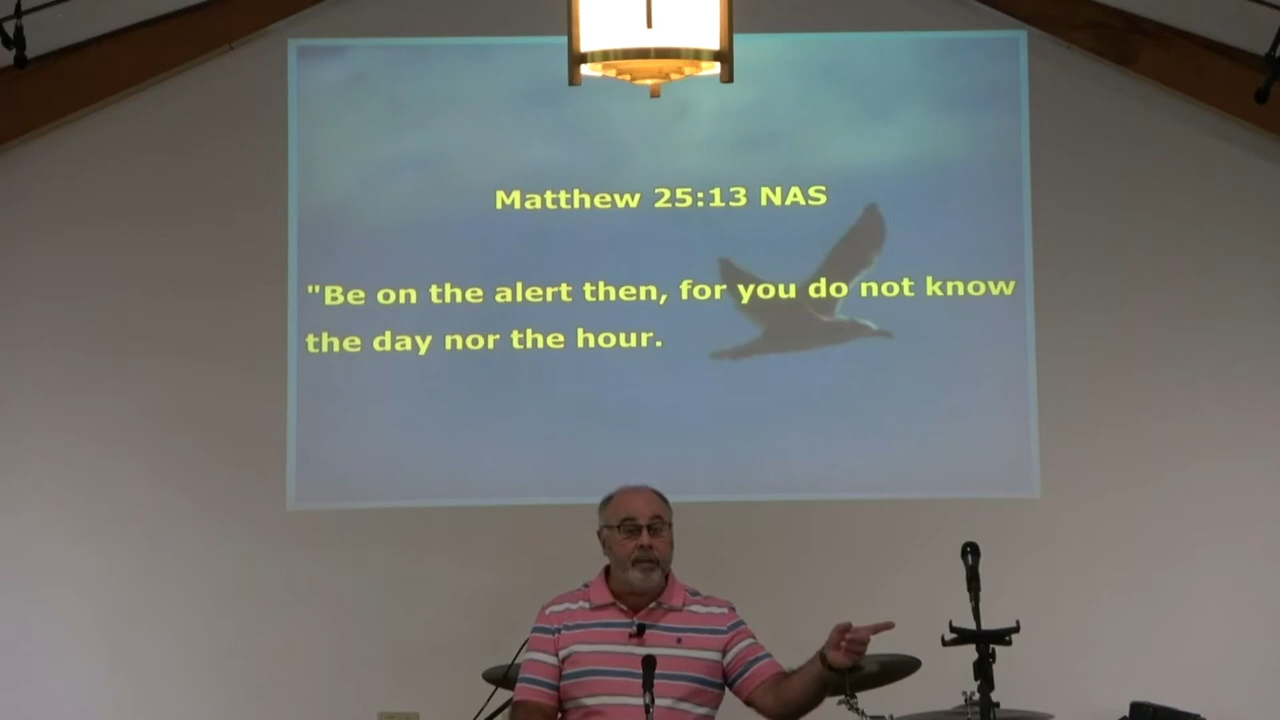 Matthew 25:13 NAS
"Be on the alert then, for you do not know
the day nor the hour.